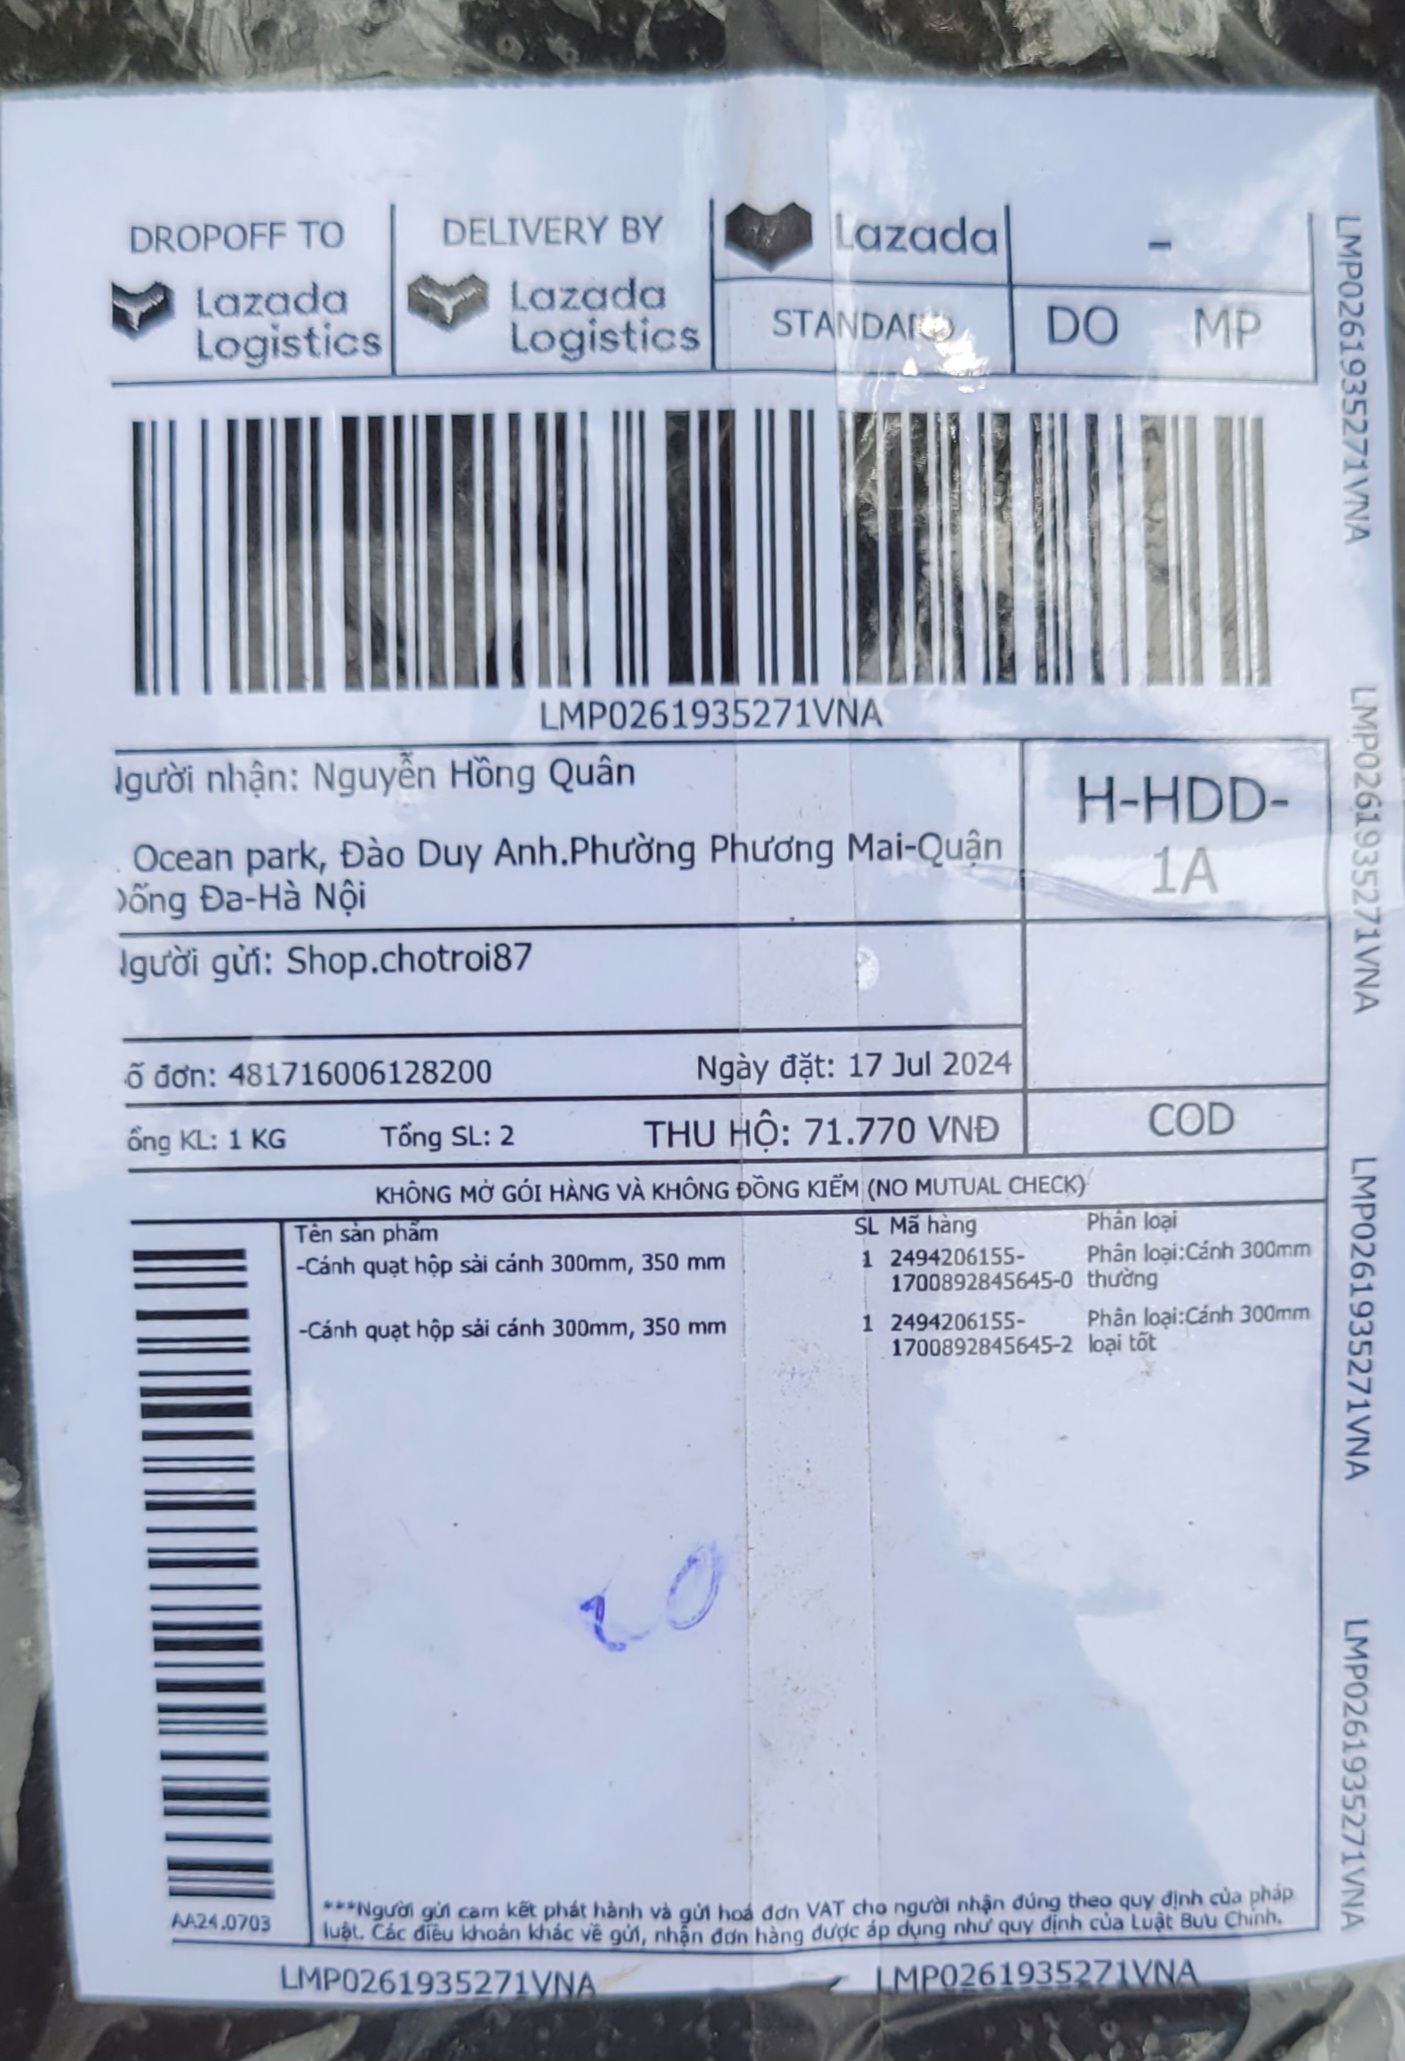 DROPOFF TO
Lazada
Logistics
DELIVERY BY
Lazada
Logistics
Lazada
STANDARD
-
DO MP
LMP0261935271VNA
gười nhận: Nguyễn Hồng Quân
Ocean park, Đào Duy Anh.Phường Phương Mai-Quận
ống Đa-Hà Nội
H-HDD-
1A
gười gửi: Shop.chotroi87
ố đơn: 481716006128200 Ngày đặt: 17 Jul 2024
ổng KL: 1 KG Tổng SL: 2 THU HỘ: 71.770 VNĐ COD
KHÔNG MỞ GÓI HÀNG VÀ KHÔNG ĐỒNG KIỂM (NO MUTUAL CHECK)
Tên sản phẩm SL Mã hàng Phân loại
-Cánh quạt hộp sải cánh 300mm, 350 mm 1 2494206155- Phân loại:Cánh 300mm
1700892845645-0 thường
-Cánh quạt hộp sải cánh 300mm, 350 mm 1 2494206155- Phân loại:Cánh 300mm
1700892845645-2 loại tốt
***Người gửi cam kết phát hành và gửi hoá đơn VAT cho người nhận đúng theo quy định của pháp
luật. Các điều khoản khác về gửi, nhận đơn hàng được áp dụng như quy định của Luật Bưu Chính.
AA24.0703
LMP0261935271VNA LMP0261935271VNA
LMP0261935271VNA
LMP0261935271VNA
LMP0261935271VNA
LMP0261935271VNA